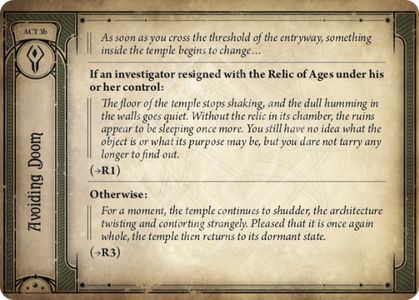 ACT 3b
Avoiding Doom
As soon as you cross the threshold of the entryway, something
inside the temple begins to change…
If an investigator resigned with the Relic of Ages under his
or her control:
The floor of the temple stops shaking, and the dull humming in
the walls goes quiet. Without the relic in its chamber, the ruins
appear to be sleeping once more. You still have no idea what the
object is or what its purpose may be, but you dare not tarry any
longer to find out.
(→R1)
Otherwise:
For a moment, the temple continues to shudder, the architecture
twisting and contorting strangely. Pleased that it is once again
whole, the temple then returns to its dormant state.
(→R3)